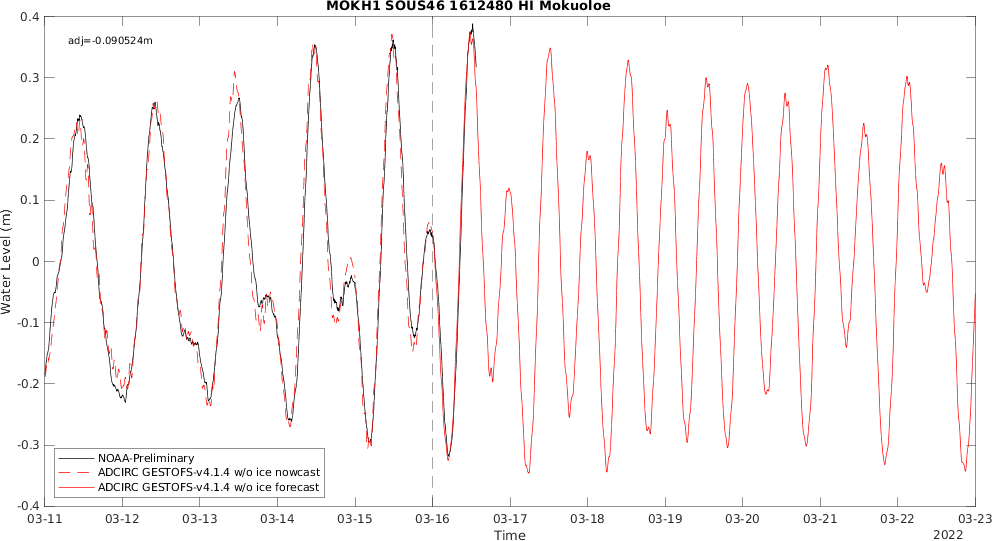 MOKH1 SOUS46 1612480 HI Mokuoloe
adj=-0.090524m
0.4
0.3
0.2
0.1
0
-0.1
-0.2
-0.3
-0.4
Water Level (m)
NOAA-Preliminary
ADCIRC GESTOFS-v4.1.4 w/o ice nowcast
ADCIRC GESTOFS-v4.1.4 w/o ice forecast
03-11 03-12 03-13 03-14 03-15 03-16 03-17 03-18 03-19 03-20 03-21 03-22 03-23
Time
2022